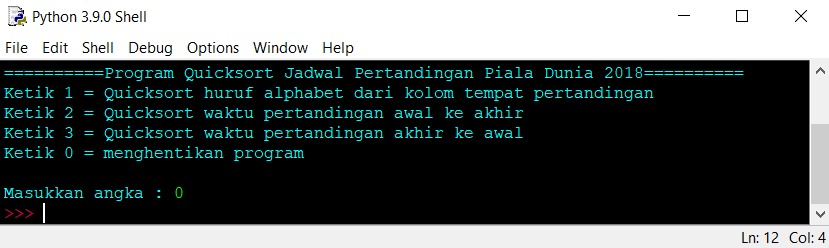 Python 3.9.0 Shell
File Edit Shell Debug Options Window Help
==========Program Quicksort Jadwal Pertandingan Piala Dunia 2018==========
Ketik 1 = Quicksort huruf alphabet dari kolom tempat pertandingan
Ketik 2 = Quicksort waktu pertandingan awal ke akhir
Ketik 3 = Quicksort waktu pertandingan akhir ke awal
Ketik 0 = menghentikan program
Masukkan angka : 0
>>>
Ln: 12 Col: 4